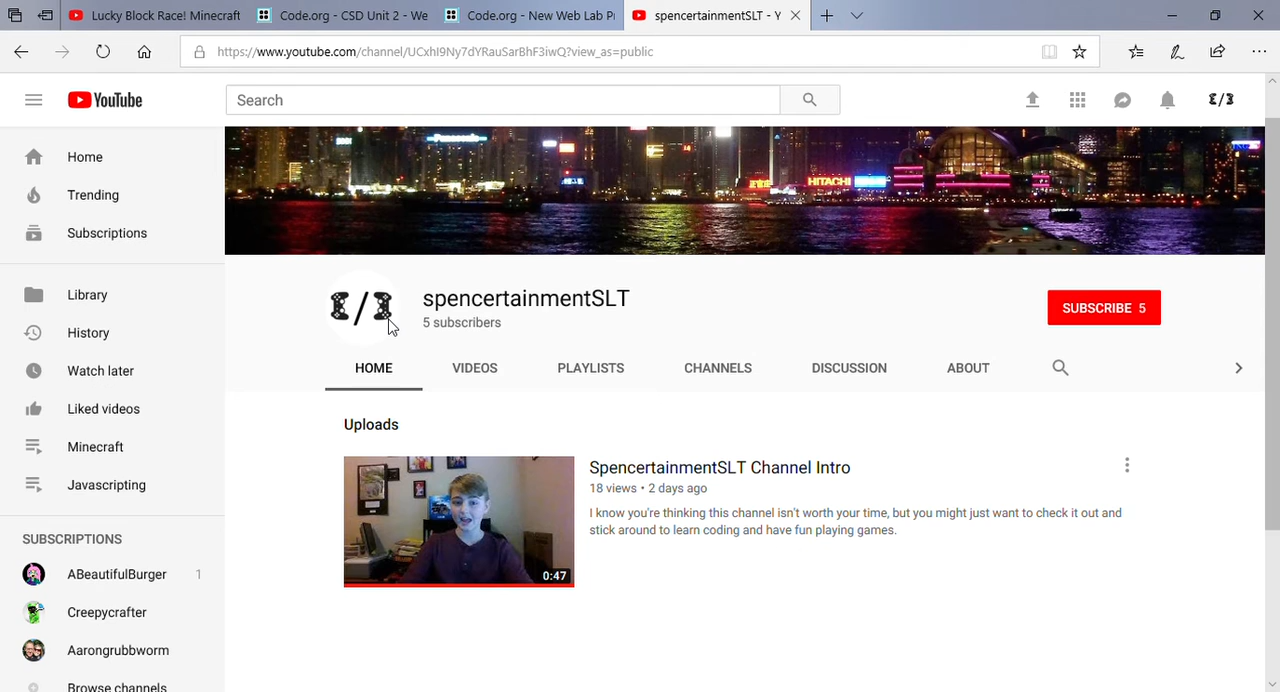 Lucky Block Race! Minecraft
Code.org - CSD Unit 2 - We
Code.org - New Web Lab Pr
spencertainmentSLT - Y
https://www.youtube.com/channel/UCxhI9Ny7dYRauSarBhF3iwQ?view_as=public
YouTube
Search
Σ/3
Home
Trending
Subscriptions
Library
History
Watch later
Liked videos
Minecraft
Javascripting
SUBSCRIPTIONS
ABeautifulBurger 1
Creepycrafter
Aarongrubbworm
Browse channels
Panasonic
HITACHI
spencertainmentSLT
5 subscribers
SUBSCRIBE 5
HOME VIDEOS PLAYLISTS CHANNELS DISCUSSION ABOUT
Uploads
0:47
SpencertainmentSLT Channel Intro
18 views • 2 days ago
I know you're thinking this channel isn't worth your time, but you might just want to check it out and
stick around to learn coding and have fun playing games.